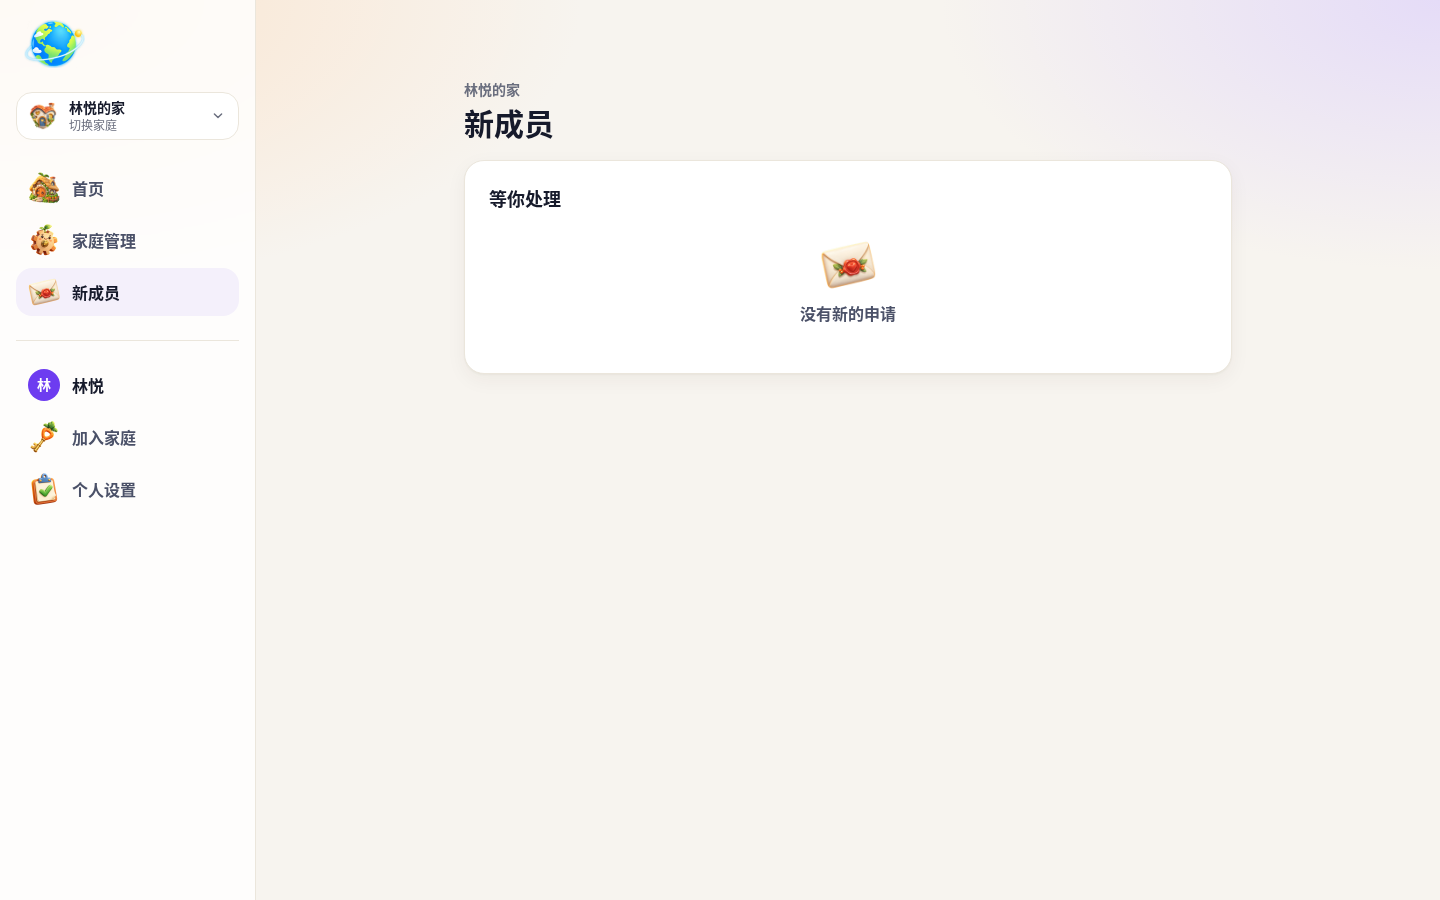 林悦的家
切换家庭
首页
家庭管理
新成员
林
林悦
加入家庭
个人设置
林悦的家
新成员
等你处理
没有新的申请